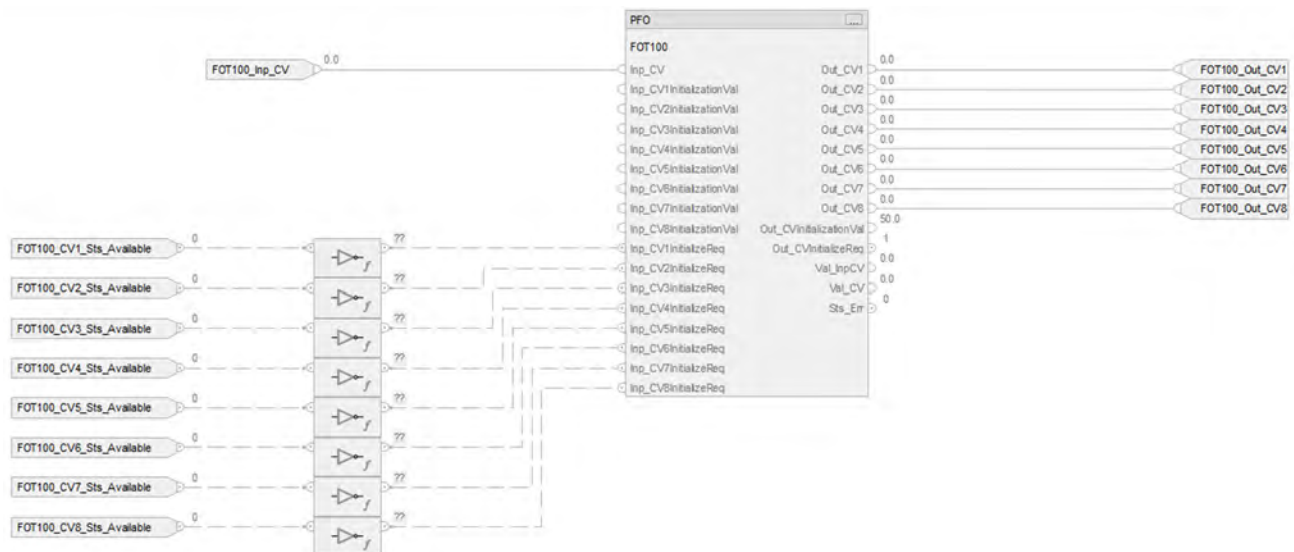 PFO
...
FOT100
FOT100_Inp_CV 0.0 Inp_CV Out_CV1 0.0 FOT100_Out_CV1
Inp_CV1InitializationVal Out_CV2 0.0 FOT100_Out_CV2
Inp_CV2InitializationVal Out_CV3 0.0 FOT100_Out_CV3
Inp_CV3InitializationVal Out_CV4 0.0 FOT100_Out_CV4
Inp_CV4InitializationVal Out_CV5 0.0 FOT100_Out_CV5
Inp_CV5InitializationVal Out_CV6 0.0 FOT100_Out_CV6
Inp_CV6InitializationVal Out_CV7 0.0 FOT100_Out_CV7
Inp_CV7InitializationVal Out_CV8 0.0 FOT100_Out_CV8
Inp_CV8InitializationVal Out_CVInitializationVal 50.0
FOT100_CV1_Sts_Available 0 f ?? Inp_CV1InitializeReq Out_CVInitializeReq 1
Inp_CV2InitializeReq Val_InpCV 0.0
FOT100_CV2_Sts_Available 0 f ?? Inp_CV3InitializeReq Val_CV 0.0
Inp_CV4InitializeReq Sts_Err 0
FOT100_CV3_Sts_Available 0 f ?? Inp_CV5InitializeReq
Inp_CV6InitializeReq
FOT100_CV4_Sts_Available 0 f ?? Inp_CV7InitializeReq
Inp_CV8InitializeReq
FOT100_CV5_Sts_Available 0 f ??
FOT100_CV6_Sts_Available 0 f ??
FOT100_CV7_Sts_Available 0 f ??
FOT100_CV8_Sts_Available 0 f ??